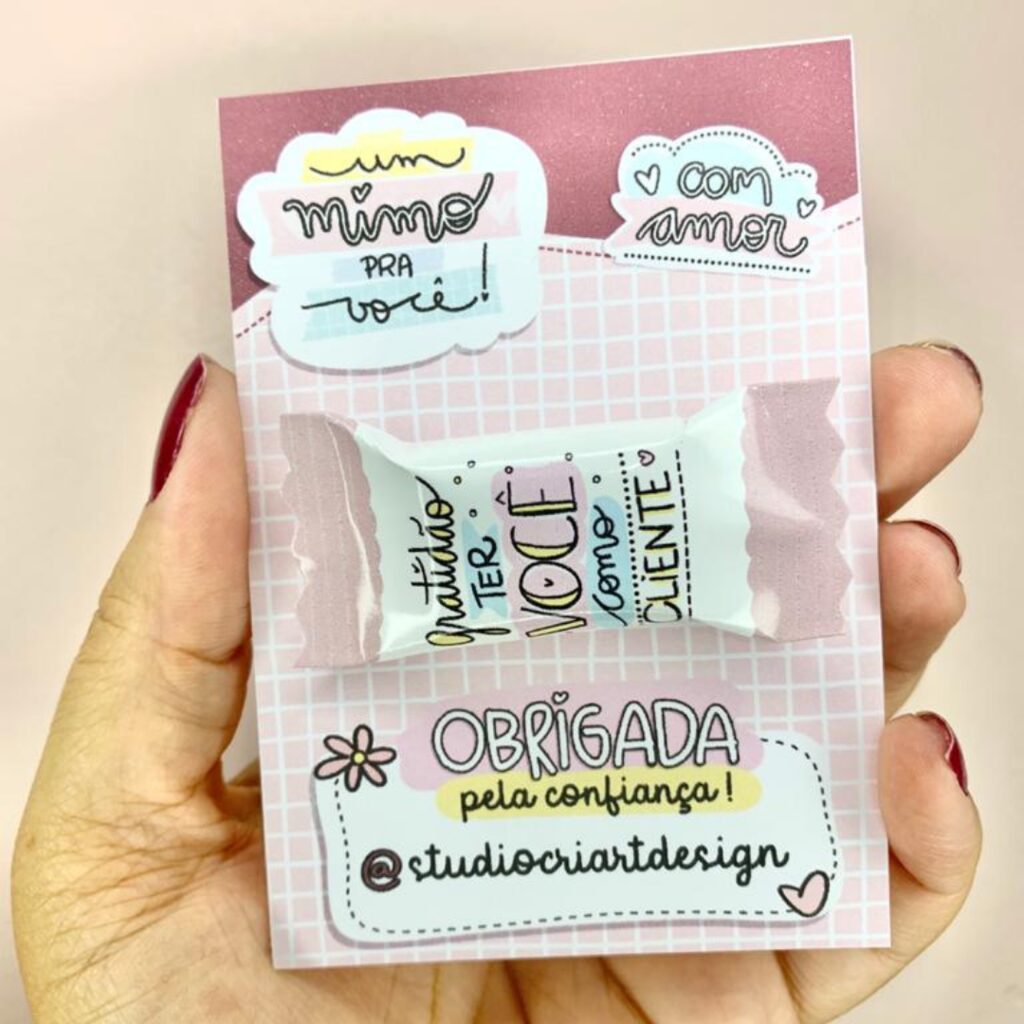 um
mimo
PRA
você!
com
amor
gratidão
TER
VOCÊ
como
CLIENTE
OBRIGADA
pela confiança!
@studiocriartdesign